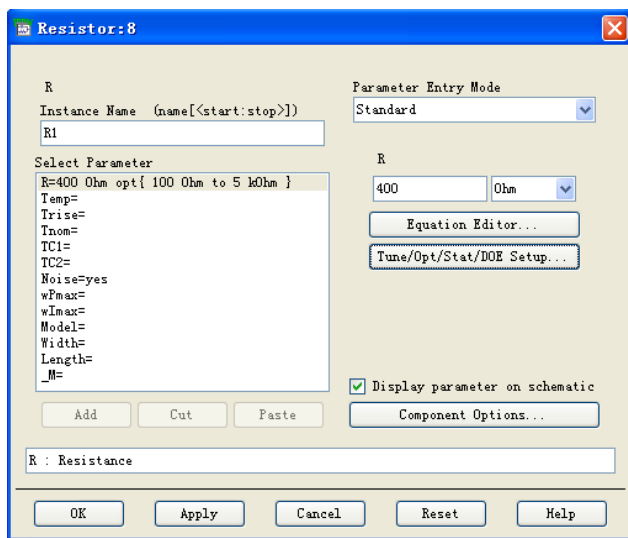 Resistor:8
R
Instance Name (name[<start:stop>])
R1
Select Parameter
R=400 Ohm opt{ 100 Ohm to 5 kOhm }
Temp=
Trise=
Tnom=
TC1=
TC2=
Noise=yes
wPmax=
wImax=
Model=
Width=
Length=
_M=
Add Cut Paste
Parameter Entry Mode
Standard
R
400 Ohm
Equation Editor...
Tune/Opt/Stat/DOE Setup...
Display parameter on schematic
Component Options...
R : Resistance
OK Apply Cancel Reset Help